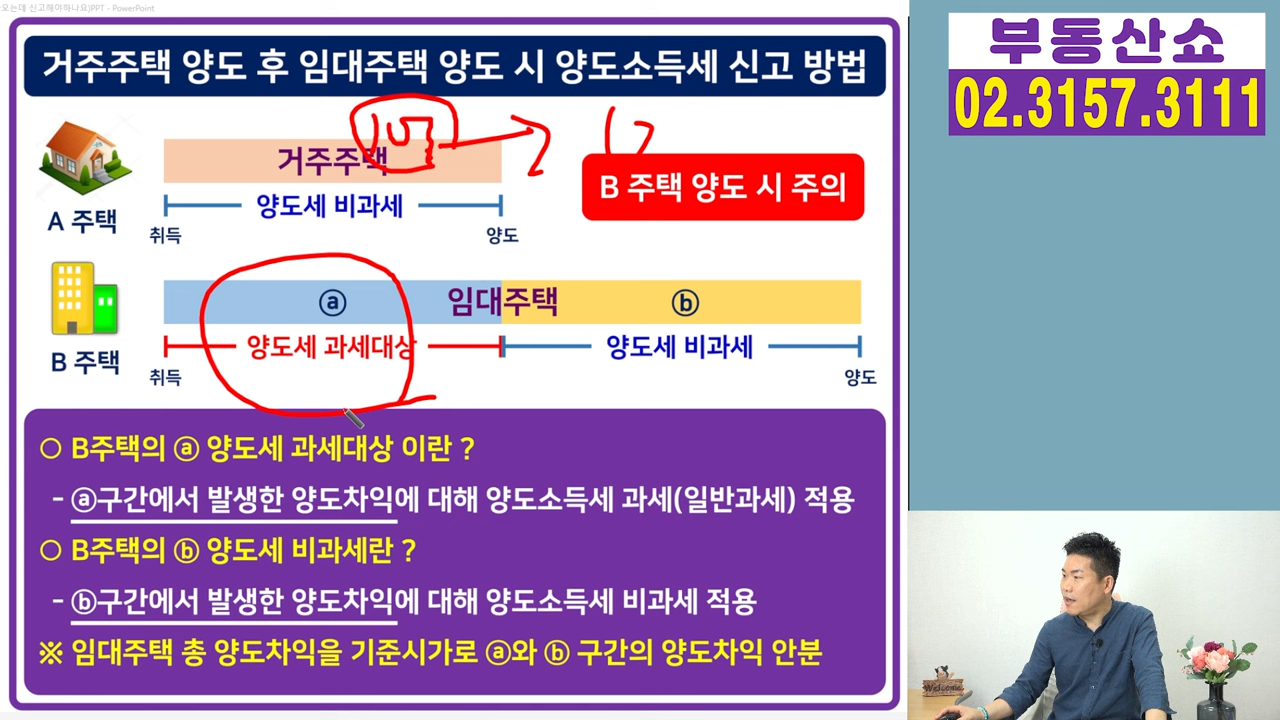 오는데 신고해야하나요)PPT - PowerPoint
거주주택 양도 후 임대주택 양도 시 양도소득세 신고 방법
부동산쇼
02.3157.3111
거주주택
B 주택 양도 시 주의
A 주택
양도세 비과세
취득
양도
ⓐ
임대주택
ⓑ
B 주택
양도세 과세대상
양도세 비과세
취득
양도
○ B주택의 ⓐ 양도세 과세대상 이란 ?
- ⓐ구간에서 발생한 양도차익에 대해 양도소득세 과세(일반과세) 적용
○ B주택의 ⓑ 양도세 비과세란 ?
- ⓑ구간에서 발생한 양도차익에 대해 양도소득세 비과세 적용
※ 임대주택 총 양도차익을 기준시가로 ⓐ와 ⓑ 구간의 양도차익 안분
Welcome